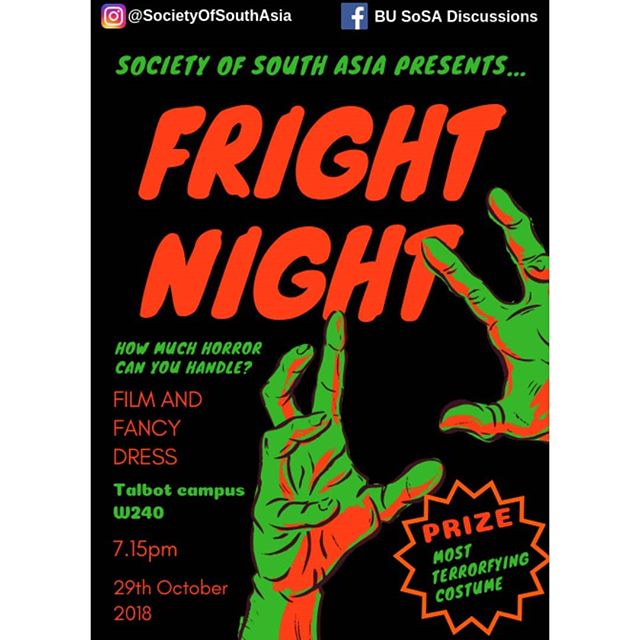 @SocietyOfSouthAsia
BU SoSA Discussions
SOCIETY OF SOUTH ASIA PRESENTS...
FRIGHT
NIGHT
HOW MUCH HORROR
CAN YOU HANDLE?
FILM AND
FANCY
DRESS
Talbot campus
W240
7.15pm
29th October
2018
PRIZE
MOST
TERRORFYING
COSTUME